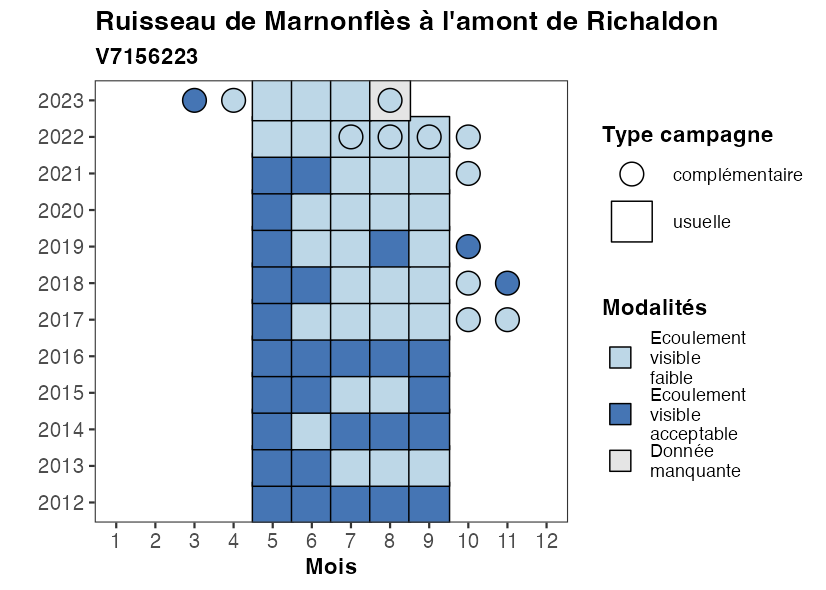 Ruisseau de Marnonflès à l'amont de Richaldon
V7156223
2023
2022
2021
2020
2019
2018
2017
2016
2015
2014
2013
2012
1 2 3 4 5 6 7 8 9 10 11 12
Mois
Type campagne
complémentaire
usuelle
Modalités
Ecoulement
visible
faible
Ecoulement
visible
acceptable
Donnée
manquante